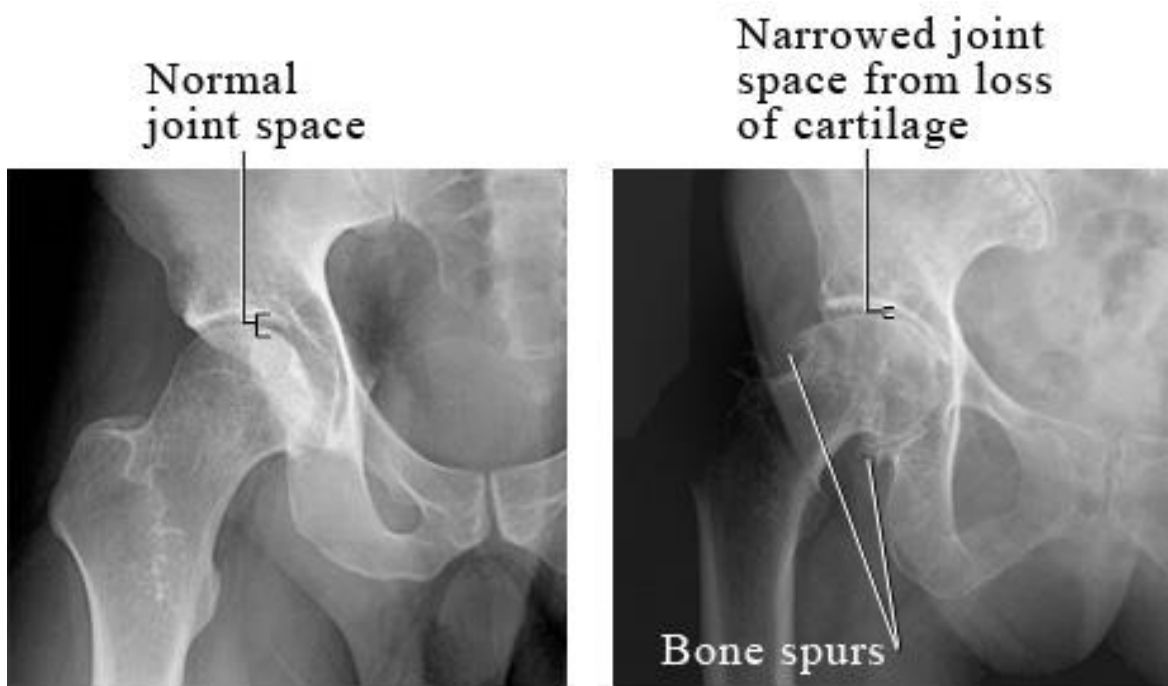 Normal
joint space
Narrowed joint
space from loss
of cartilage
Bone spurs